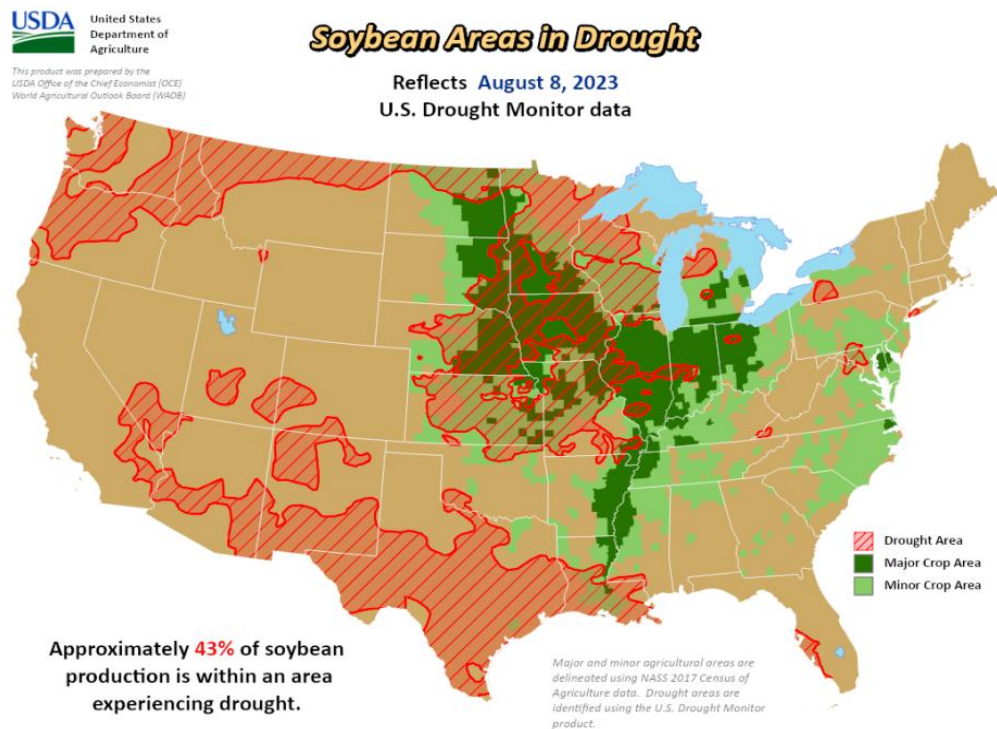 USDA
United States
Department of
Agriculture
This product was prepared by the
USDA Office of the Chief Economist (OCE)
World Agricultural Outlook Board (WAOB)
Soybean Areas in Drought
Reflects August 8, 2023
U.S. Drought Monitor data
Drought Area
Major Crop Area
Minor Crop Area
Approximately 43% of soybean
production is within an area
experiencing drought.
Major and minor agricultural areas are
delineated using NASS 2017 Census of
Agriculture data. Drought areas are
identified using the U.S. Drought Monitor
product.